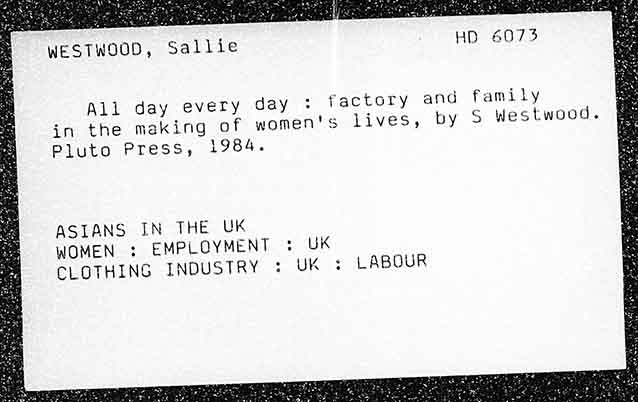 WESTWOOD, Sallie
HD 6073
All day every day : factory and family
in the making of women's lives, by S Westwood.
Pluto Press, 1984.
ASIANS IN THE UK
WOMEN : EMPLOYMENT : UK
CLOTHING INDUSTRY : UK : LABOUR